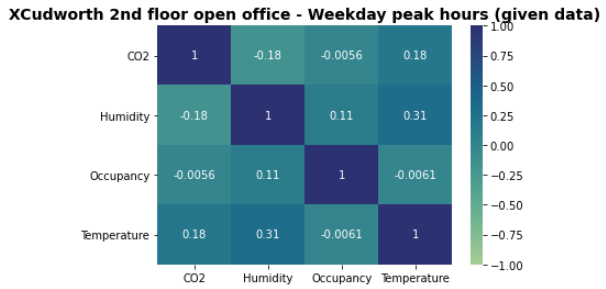 XCudworth 2nd floor open office - Weekday peak hours (given data)
CO2 1 -0.18 -0.0056 0.18
Humidity -0.18 1 0.11 0.31
Occupancy -0.0056 0.11 1 -0.0061
Temperature 0.18 0.31 -0.0061 1
CO2 Humidity Occupancy Temperature
1.00
0.75
0.50
0.25
0.00
−0.25
−0.50
−0.75
−1.00